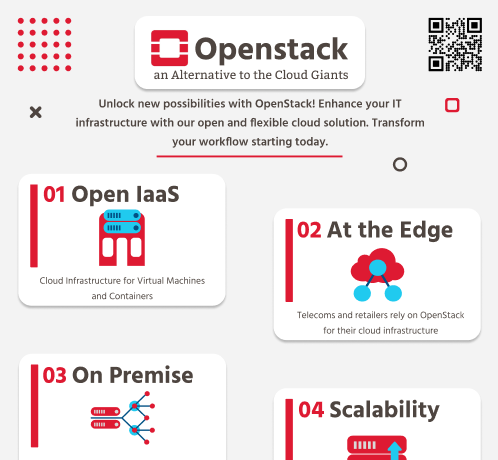 Openstack
an Alternative to the Cloud Giants
Unlock new possibilities with OpenStack! Enhance your IT
infrastructure with our open and flexible cloud solution. Transform
your workflow starting today.
01 Open IaaS
Cloud Infrastructure for Virtual Machines
and Containers
02 At the Edge
Telecoms and retailers rely on OpenStack
for their cloud infrastructure
03 On Premise
04 Scalability